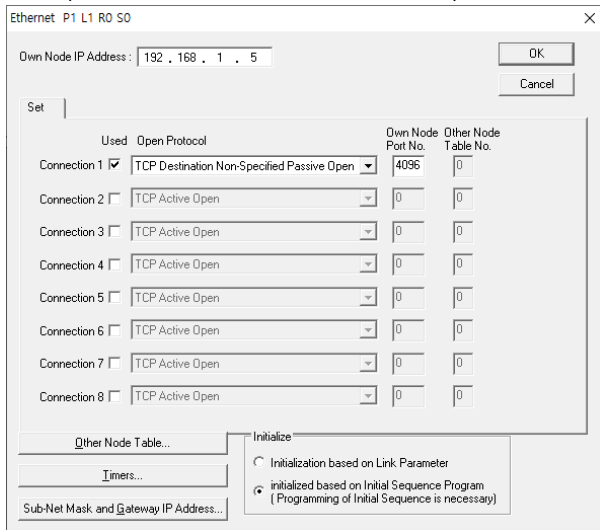 Ethernet P1 L1 R0 S0
Own Node IP Address : 192 . 168 . 1 . 5
OK
Cancel
Set
Used Open Protocol Own Node Port No. Other Node Table No.
Connection 1 TCP Destination Non-Specified Passive Open 4096 0
Connection 2 TCP Active Open 0 0
Connection 3 TCP Active Open 0 0
Connection 4 TCP Active Open 0 0
Connection 5 TCP Active Open 0 0
Connection 6 TCP Active Open 0 0
Connection 7 TCP Active Open 0 0
Connection 8 TCP Active Open 0 0
Other Node Table...
Timers...
Sub-Net Mask and Gateway IP Address...
Initialize
Initialization based on Link Parameter
initialized based on Initial Sequence Program
( Programming of Initial Sequence is necessary)